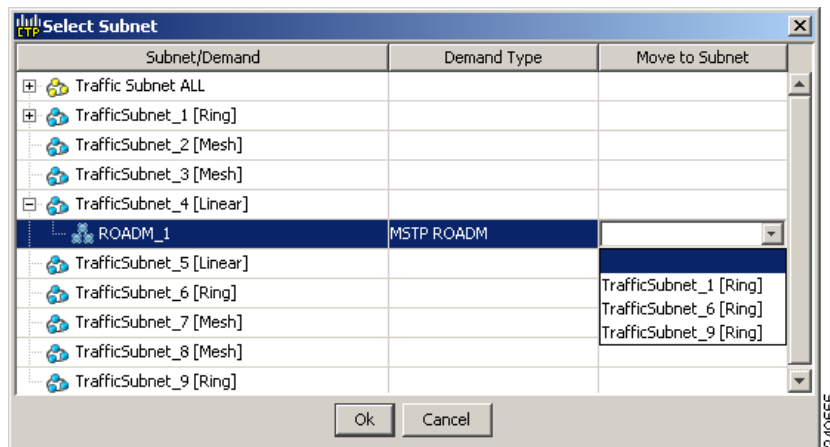 CTP Select Subnet
Subnet/Demand Demand Type Move to Subnet
Traffic Subnet ALL
TrafficSubnet_1 [Ring]
TrafficSubnet_2 [Mesh]
TrafficSubnet_3 [Mesh]
TrafficSubnet_4 [Linear]
ROADM_1 MSTP ROADM
TrafficSubnet_5 [Linear]
TrafficSubnet_6 [Ring]
TrafficSubnet_7 [Mesh]
TrafficSubnet_8 [Mesh]
TrafficSubnet_9 [Ring]
TrafficSubnet_1 [Ring]
TrafficSubnet_6 [Ring]
TrafficSubnet_9 [Ring]
Ok Cancel